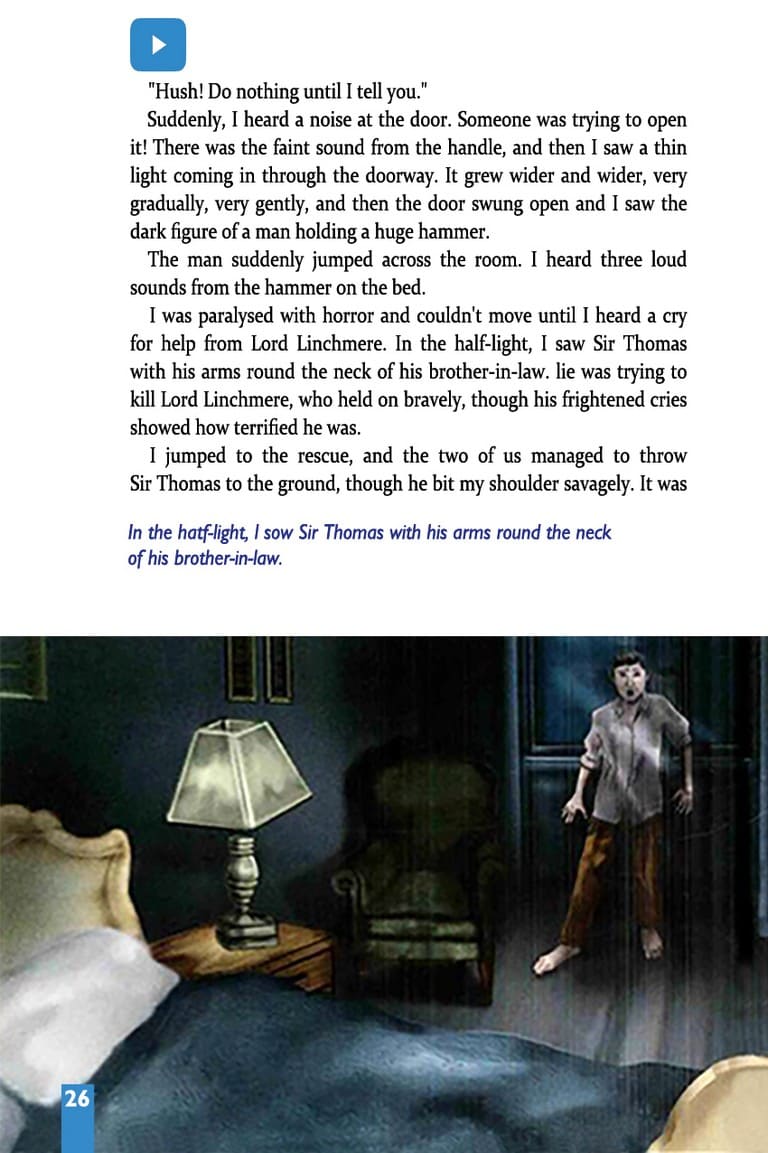 "Hush! Do nothing until I tell you."
Suddenly, I heard a noise at the door. Someone was trying to open
it! There was the faint sound from the handle, and then I saw a thin
light coming in through the doorway. It grew wider and wider, very
gradually, very gently, and then the door swung open and I saw the
dark figure of a man holding a huge hammer.
The man suddenly jumped across the room. I heard three loud
sounds from the hammer on the bed.
I was paralysed with horror and couldn't move until I heard a cry
for help from Lord Linchmere. In the half-light, I saw Sir Thomas
with his arms round the neck of his brother-in-law. lie was trying to
kill Lord Linchmere, who held on bravely, though his frightened cries
showed how terrified he was.
I jumped to the rescue, and the two of us managed to throw
Sir Thomas to the ground, though he bit my shoulder savagely. It was
In the hatf-light, I sow Sir Thomas with his arms round the neck
of his brother-in-law.
26